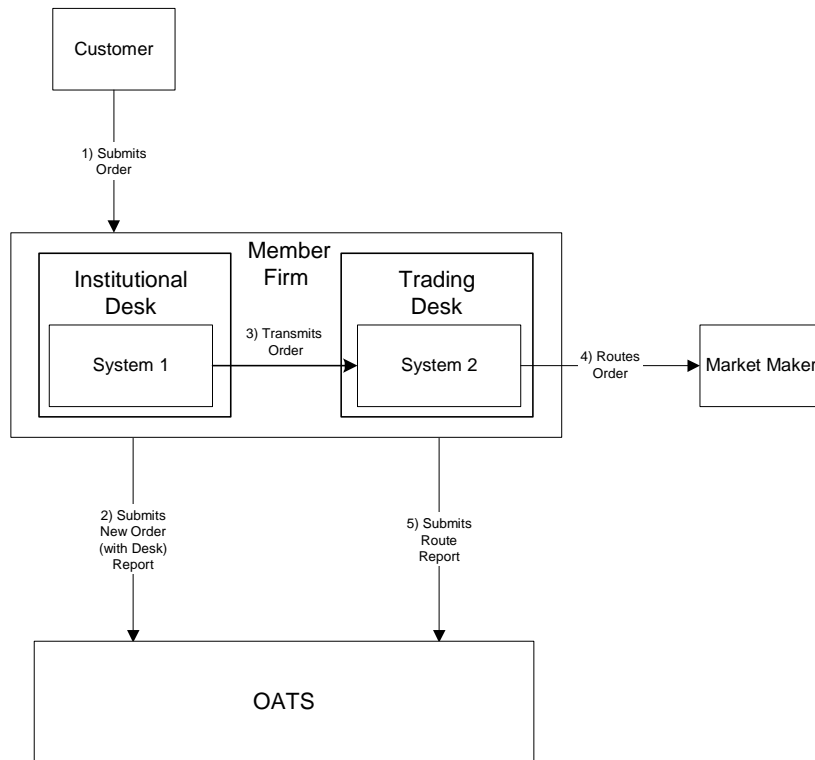 Customer
1) Submits
Order
Member
Firm
Institutional
Desk
Trading
Desk
System 1
3) Transmits
Order
System 2
4) Routes
Order
Market Maker
2) Submits
New Order
(with Desk)
Report
5) Submits
Route
Report
OATS